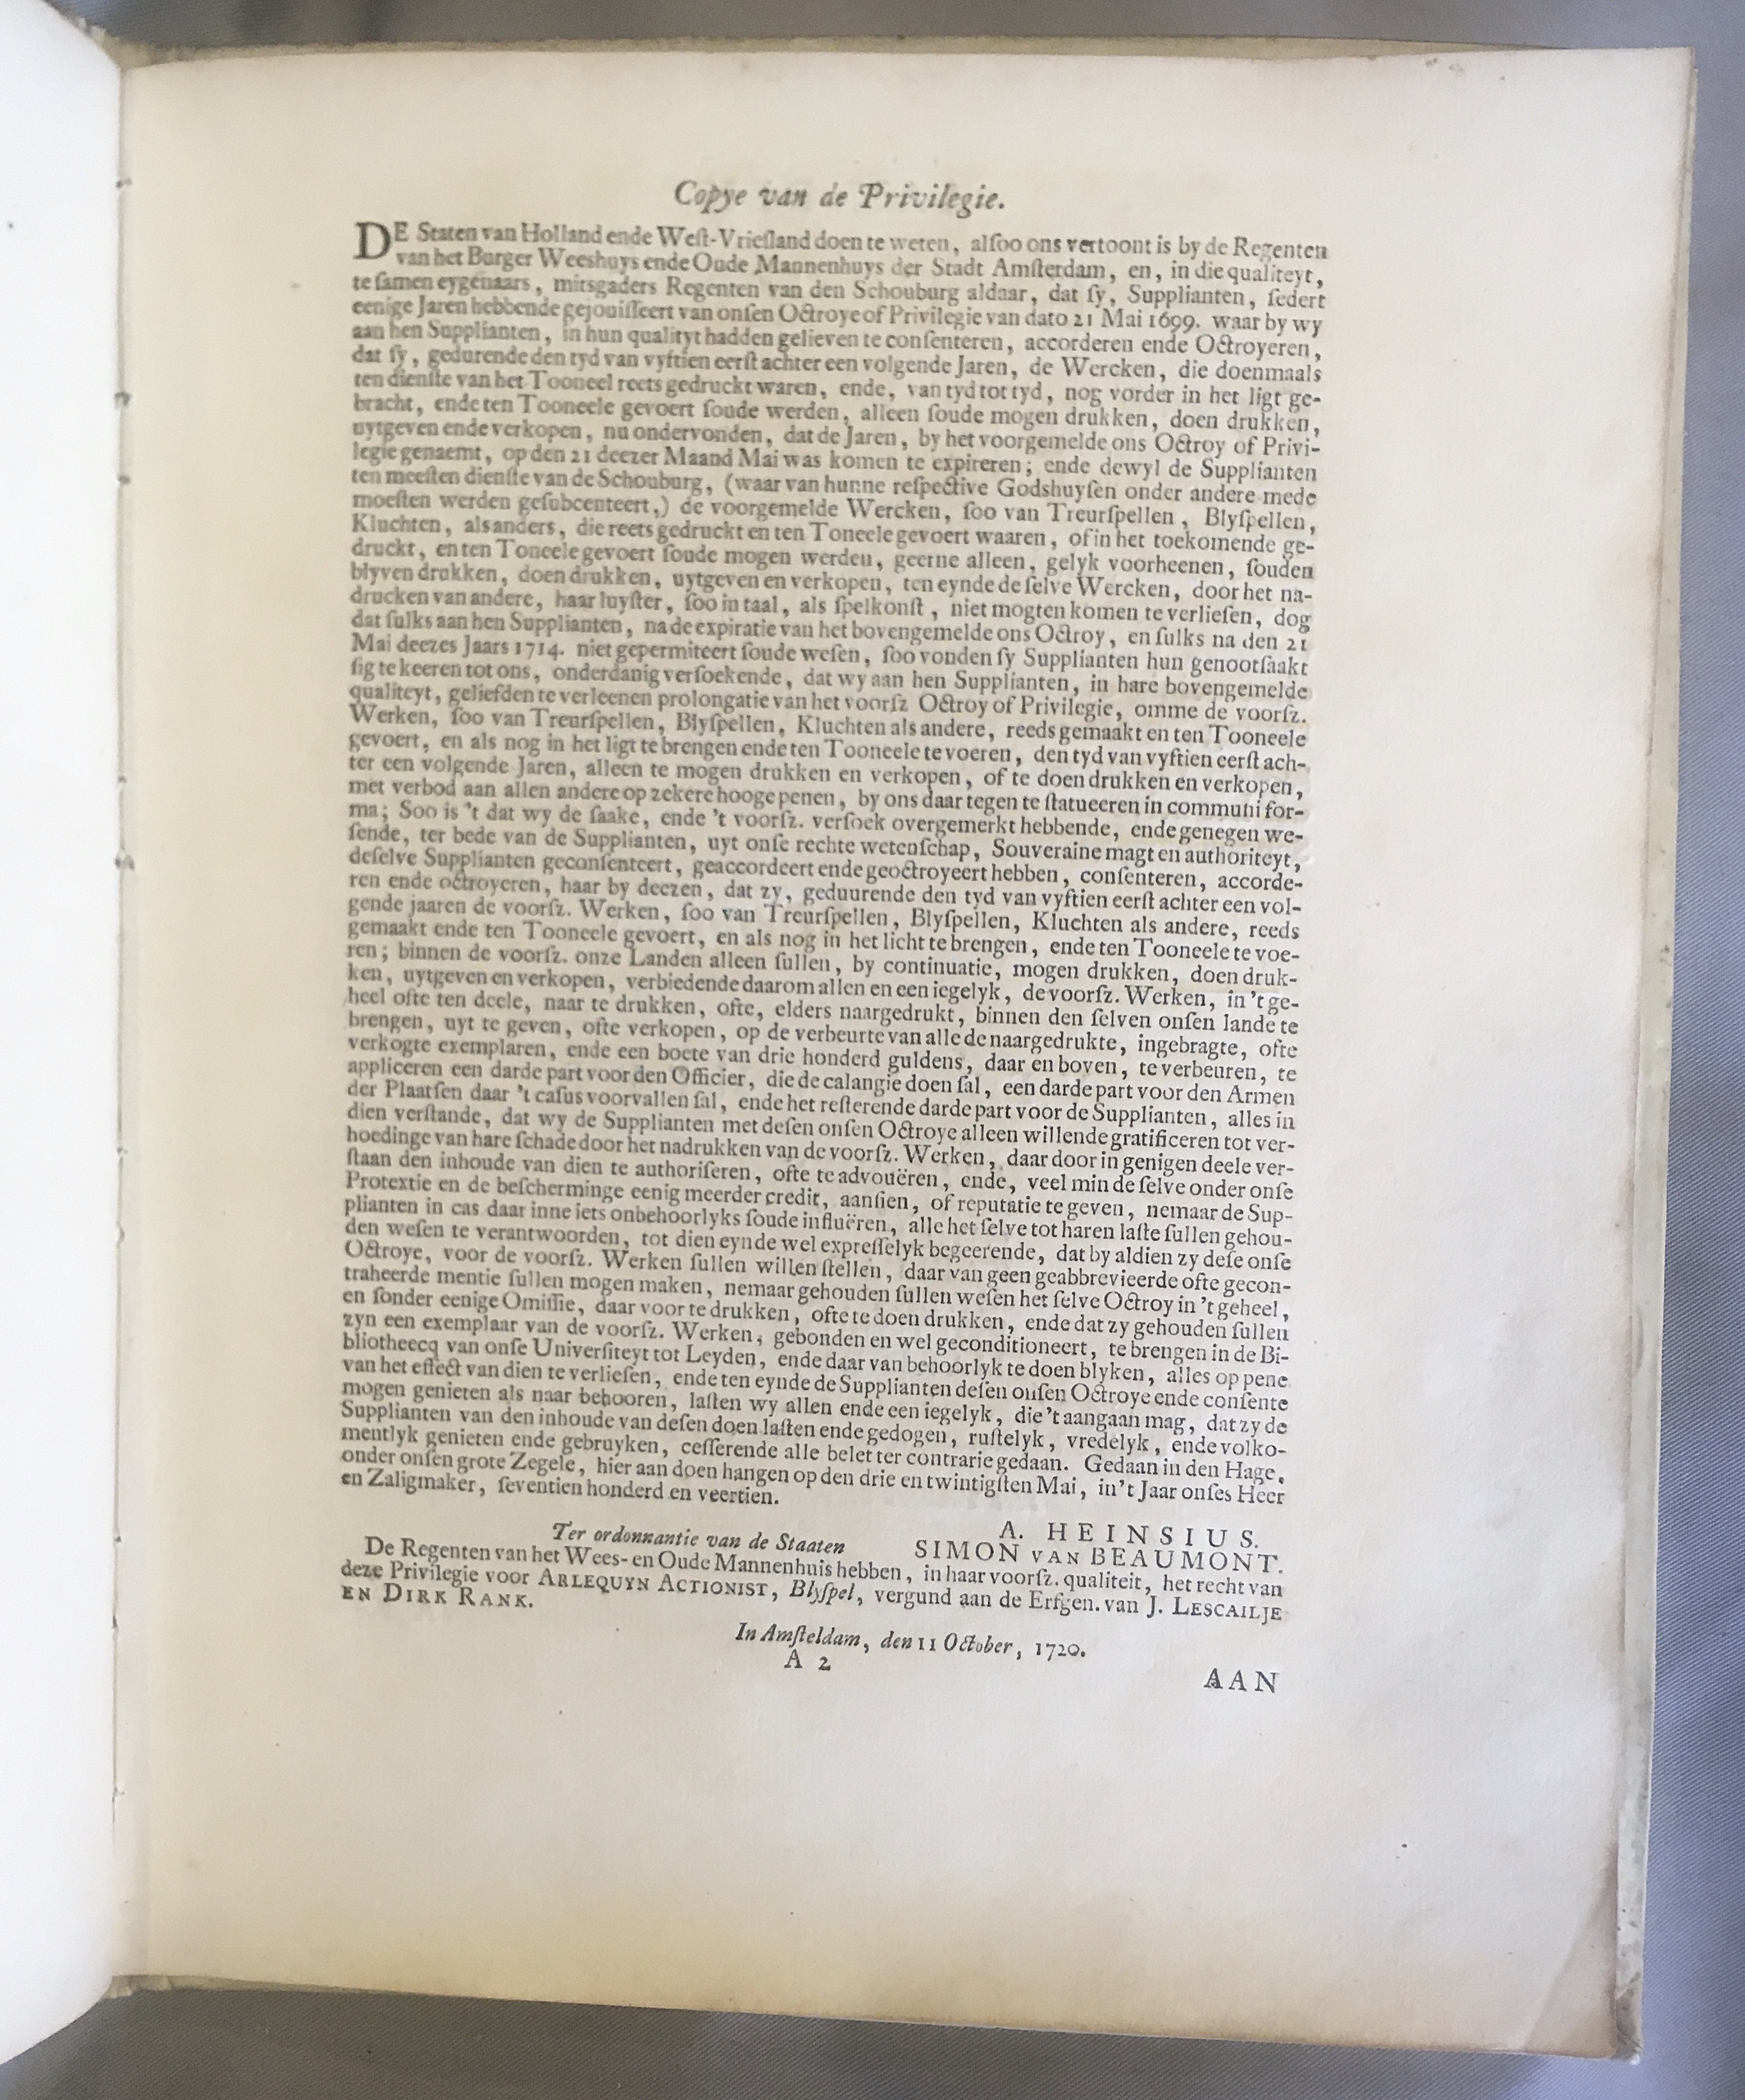 Copye van de Privilegie.
DE Staten van Holland ende Weſt-Vrieſland doen te weten, alſoo ons vertoont is by de Regenten
van het Burger Weeshuys ende Oude Mannenhuys der Stadt Amſterdam, en, in die qualiteyt,
te ſamen eygenaars, mitsgaders Regenten van den Schouburg aldaar, dat ſy, Supplianten, ſedert
eenige Jaren hebbende gejouiſſeert van onſen Octroye of Privilegie van dato 21 Mai 1699. waar by wy
aan hen Supplianten, in hun qualityt hadden gelieven te conſenteren, accorderen ende Octroyeren,
dat ſy, gedurende den tyd van vyftien eerſt achter een volgende Jaren, de Wercken, die doenmaals
ten dienſte van het Tooneel reets gedruckt waren, ende, van tyd tot tyd, nog vorder in het ligt ge-
bracht, ende ten Tooneele gevoert ſoude werden, alleen ſoude mogen drukken, doen drukken,
uytgeven ende verkopen, nu ondervonden, dat de Jaren, by het voorgemelde ons Octroy of Privi-
legie genaemt, op den 21 deezer Maand Mai was komen te expireren; ende dewyl de Supplianten
ten meeſten dienſte van de Schouburg, (waar van hunne reſpective Godshuyſen onder andere mede
moeſten werden geſubcenteert,) de voorgemelde Wercken, ſoo van Treurſpellen, Blyſpellen,
Kluchten, als anders, die reets gedruckt en ten Toneele gevoert waaren, of in het toekomende ge-
druckt, en ten Toneele gevoert ſoude mogen werden, geerne alleen, gelyk voorheenen, ſouden
blyven drukken, doen drukken, uytgeven en verkopen, ten eynde de ſelve Wercken, door het na-
drucken van andere, haar luyſter, ſoo in taal, als ſpelkonſt, niet mogten komen te verlieſen, dog
dat ſulks aan hen Supplianten, na de expiratie van het bovengemelde ons Octroy, en ſulks na den 21
Mai deezes Jaars 1714. niet gepermiteert ſoude weſen, ſoo vonden ſy Supplianten hun genootſaakt
ſig te keeren tot ons, onderdanig verſoekende, dat wy aan hen Supplianten, in hare bovengemelde
qualiteyt, geliefden te verleenen prolongatie van het voorſz Octroy of Privilegie, omme de voorſz.
Werken, ſoo van Treurſpellen, Blyſpellen, Kluchten als andere, reeds gemaakt en ten Tooneele
gevoert, en als nog in het ligt te brengen ende ten Tooneele te voeren, den tyd van vyftien eerſt ach-
ter een volgende Jaren, alleen te mogen drukken en verkopen, of te doen drukken en verkopen,
met verbod aan allen andere op zekere hooge penen, by ons daar tegen te ſtatueeren in communi for-
ma; Soo is 't dat wy de ſaake, ende 't voorſz. verſoek overgemerkt hebbende, ende genegen we-
ſende, ter bede van de Supplianten, uyt onſe rechte wetenſchap, Souveraine magt en authoriteyt,
deſelve Supplianten geconſenteert, geaccordeert ende geoctroyeert hebben, conſenteren, accorde-
ren ende octroyeren, haar by deezen, dat zy, geduurende den tyd van vyftien eerſt achter een vol-
gende jaaren de voorſz. Werken, ſoo van Treurſpellen, Blyſpellen, Kluchten als andere, reeds
gemaakt ende ten Tooneele gevoert, en als nog in het licht te brengen, ende ten Tooneele te voe-
ren; binnen de voorſz. onze Landen alleen ſullen, by continuatie, mogen drukken, doen druk-
ken, uytgeven en verkopen, verbiedende daarom allen en een iegelyk, de voorſz. Werken, in 't ge-
heel ofte ten deele, naar te drukken, ofte, elders naargedrukt, binnen den ſelven onſen lande te
brengen, uyt te geven, ofte verkopen, op de verbeurte van alle de naargedrukte, ingebragte, ofte
verkogte exemplaren, ende een boete van drie honderd guldens, daar en boven, te verbeuren, te
appliceren een darde part voor den Officier, die de calangie doen ſal, een darde part voor den Armen
der Plaatſen daar 't caſus voorvallen ſal, ende het reſterende darde part voor de Supplianten, alles in
dien verſtande, dat wy de Supplianten met deſen onſen Octroye alleen willende gratificeren tot ver-
hoedinge van hare ſchade door het nadrukken van de voorſz. Werken, daar door in genigen deele ver-
ſtaan den inhoude van dien te authoriſeren, ofte te advouëren, ende, veel min de ſelve onder onſe
Protextie en de beſcherminge eenig meerder credit, aanſien, of reputatie te geven, nemaar de Sup-
plianten in cas daar inne iets onbehoorlyks ſoude influëren, alle het ſelve tot haren laſte ſullen gehou-
den weſen te verantwoorden, tot dien eynde wel expreſſelyk begeerende, dat by aldien zy deſe onſe
Octroye, voor de voorſz. Werken ſullen willen ſtellen, daar van geen geabbrevieerde ofte gecon-
traheerde mentie ſullen mogen maken, nemaar gehouden ſullen weſen het ſelve Octroy in 't geheel,
en ſonder eenige Omiſſie, daar voor te drukken, ofte te doen drukken, ende dat zy gehouden ſullen
zyn een exemplaar van de voorſz. Werken, gebonden en wel geconditioneert, te brengen in de Bi-
bliotheecq van onſe Univerſiteyt tot Leyden, ende daar van behoorlyk te doen blyken, alles op pene
van het effect van dien te verlieſen, ende ten eynde de Supplianten deſen onſen Octroye ende conſente
mogen genieten als naar behooren, laſten wy allen ende een iegelyk, die 't aangaan mag, dat zy de
Supplianten van den inhoude van deſen doen laſten ende gedogen, ruſtelyk, vredelyk, ende volko-
mentlyk genieten ende gebruyken, ceſſerende alle belet ter contrarie gedaan. Gedaan in den Hage,
onder onſen grote Zegele, hier aan doen hangen op den drie en twintigſten Mai, in 't Jaar onſes Heer
en Zaligmaker, ſeventien honderd en veertien.
A. HEINSIUS.
Ter ordonnantie van de Staaten
SIMON VAN BEAUMONT.
De Regenten van het Wees- en Oude Mannenhuis hebben, in haar voorſz. qualiteit, het recht van
deze Privilegie voor ARLEQUYN ACTIONIST, Blyſpel, vergund aan de Erfgen. van J. LESCAILJE
EN DIRK RANK.
In Amſteldam, den 11 October, 1720.
A 2
AAN